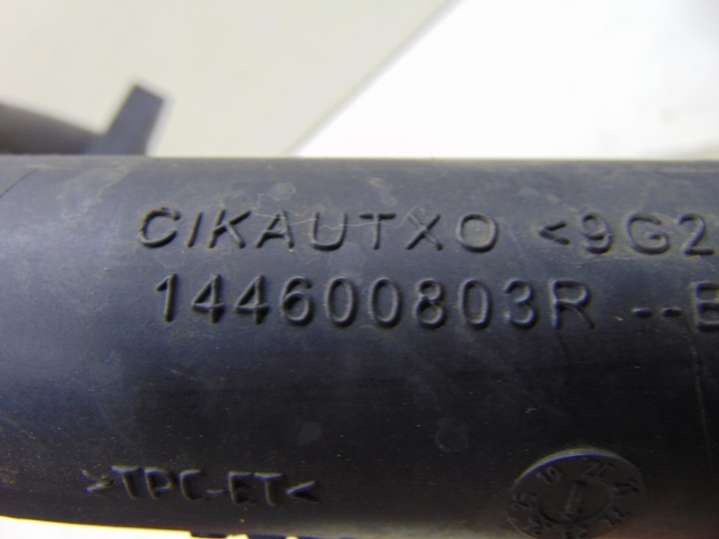 CIKAUTXO <9G2
144600803R --E
>TPC-ET<